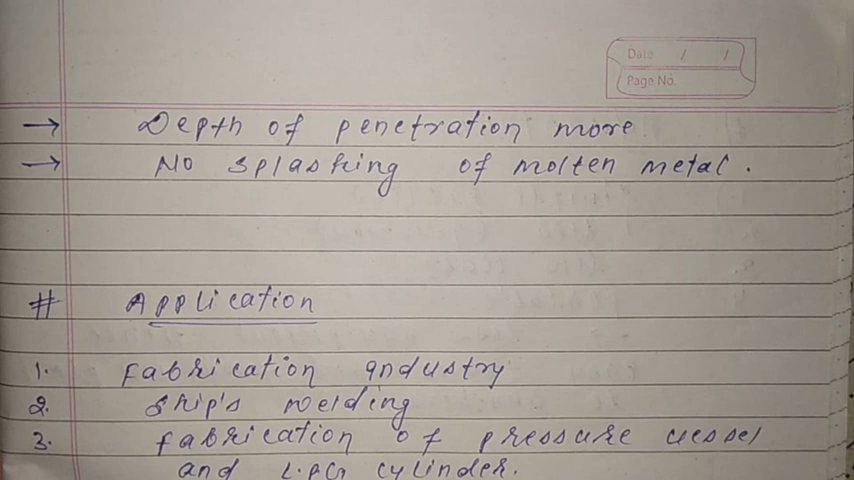 Date / /
Page No.
→ Depth of penetration more
→ No splashing of molten metal.
# Application
1. Fabrication industry
2. Ship's welding
3. fabrication of pressure vessel
and L.P.G cylinder.